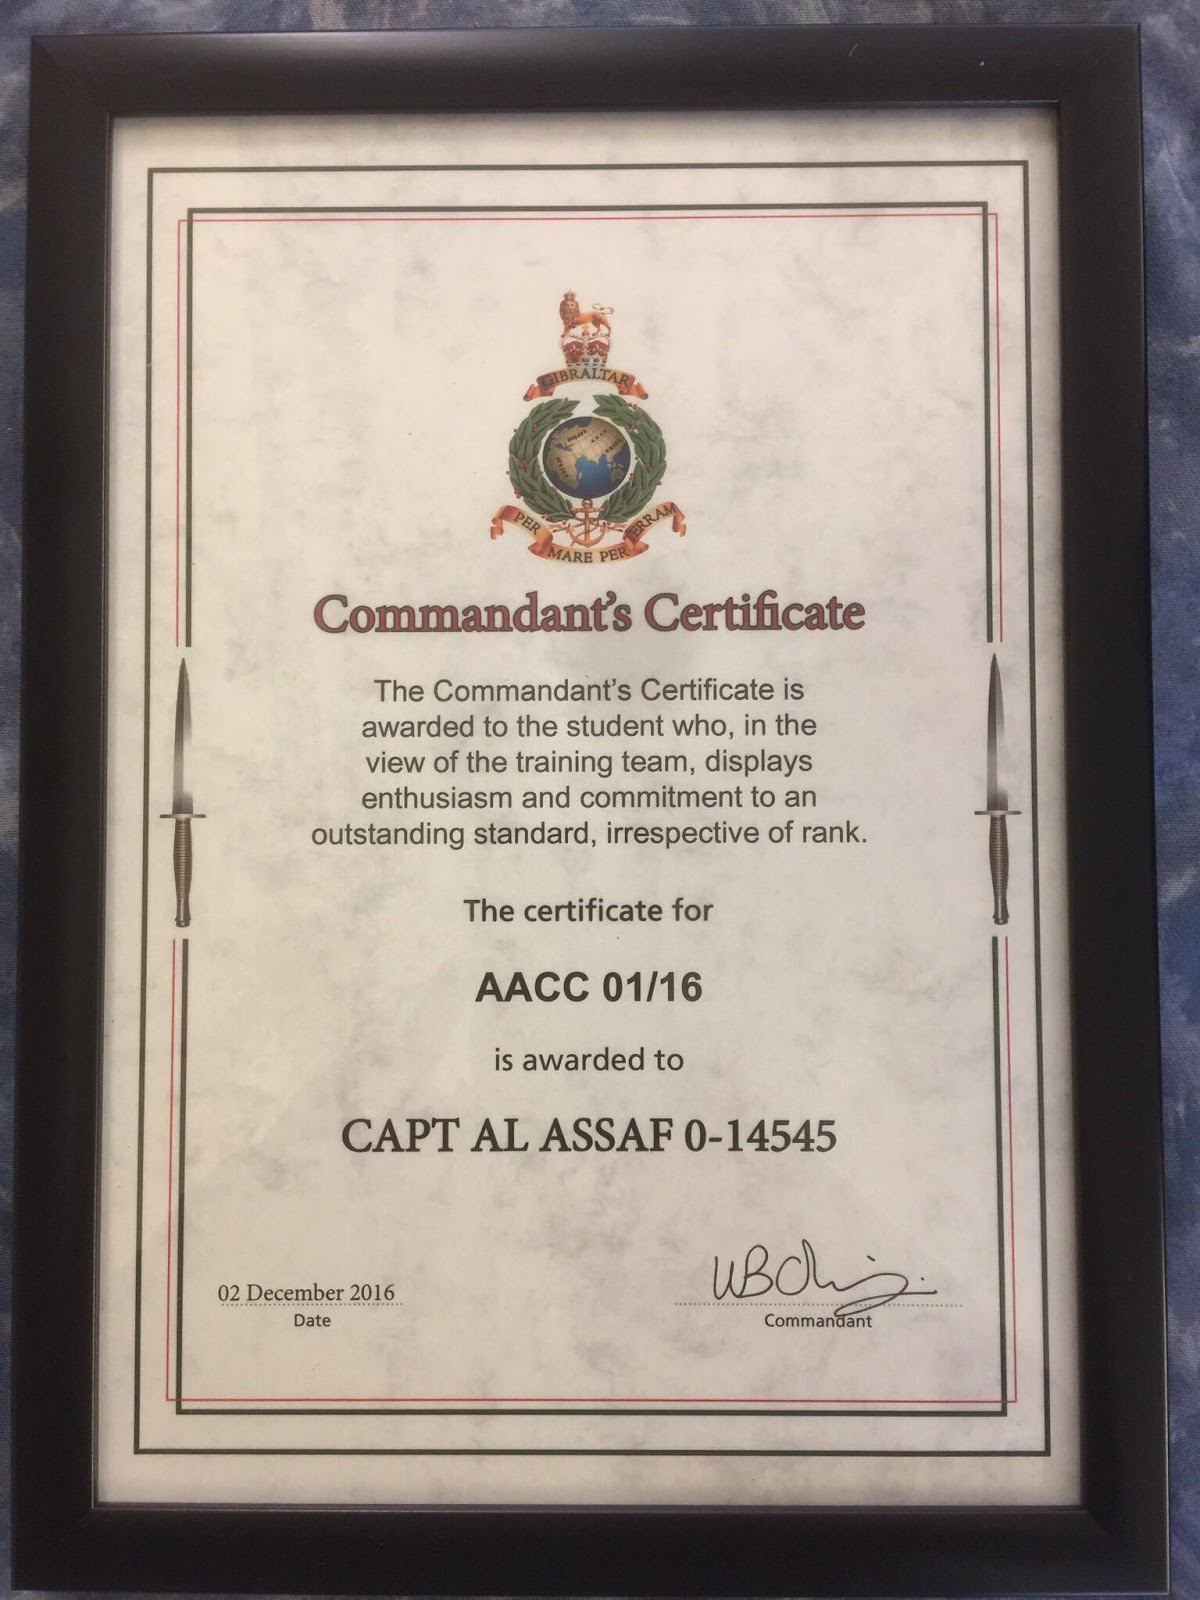 GIBRALTAR
PER MARE PER TERRAM
Commandant's Certificate
The Commandant's Certificate is
awarded to the student who, in the
view of the training team, displays
enthusiasm and commitment to an
outstanding standard, irrespective of rank.
The certificate for
AACC 01/16
is awarded to
CAPT AL ASSAF 0-14545
02 December 2016
Date
Commandant